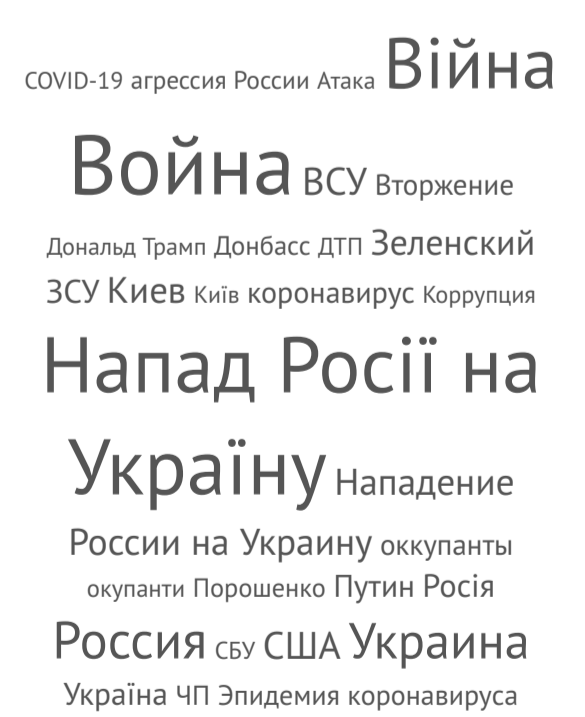 COVID-19 агрессия России Атака Війна
Война ВСУ Вторжение
Дональд Трамп Донбасс ДТП Зеленский
ЗСУ Киев Київ коронавирус Коррупция
Напад Росії на
Україну Нападение
России на Украину оккупанты
окупанти Порошенко Путин Росія
Россия СБУ США Украина
Україна ЧП Эпидемия коронавируса